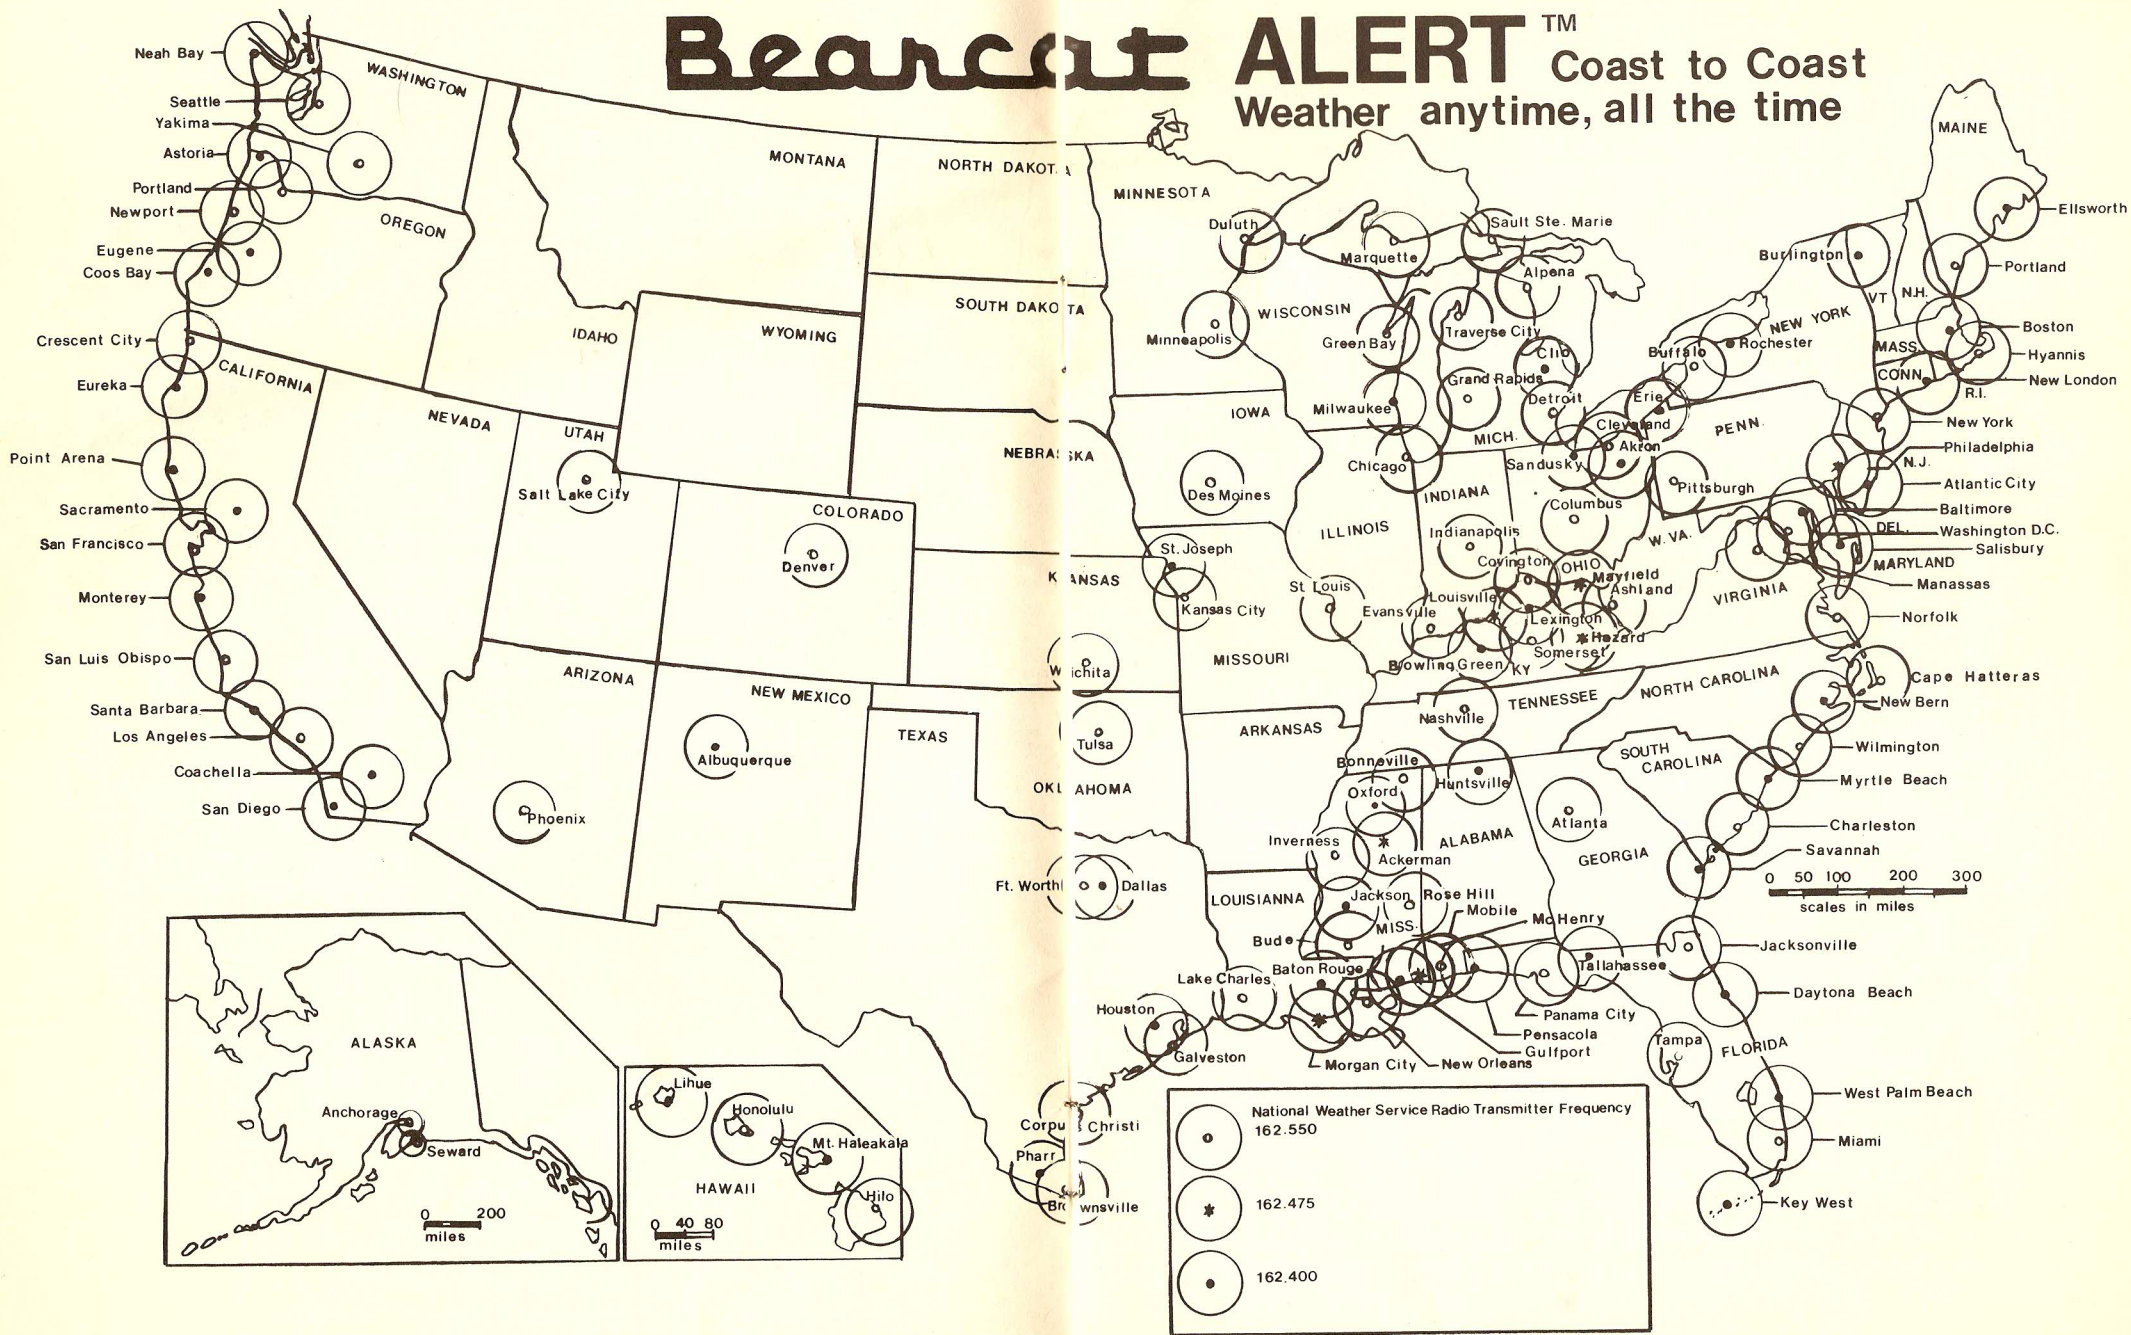 Bearcat ALERT TM Coast to Coast
Weather anytime, all the time
Neah Bay
Seattle
Yakima
Astoria
Portland
Newport
Eugene
Coos Bay
Crescent City
Eureka
Point Arena
Sacramento
San Francisco
Monterey
San Luis Obispo
Santa Barbara
Los Angeles
Coachella
San Diego
WASHINGTON
OREGON
CALIFORNIA
NEVADA
IDAHO
MONTANA
WYOMING
UTAH
Salt Lake City
COLORADO
Denver
ARIZONA
Phoenix
NEW MEXICO
Albuquerque
NORTH DAKOTA
SOUTH DAKOTA
NEBRASKA
KANSAS
Wichita
TEXAS
Tulsa
OKLAHOMA
Ft. Worth
Dallas
MINNESOTA
Duluth
Minneapolis
WISCONSIN
Green Bay
Milwaukee
IOWA
Des Moines
St. Joseph
Kansas City
MISSOURI
St. Louis
ARKANSAS
LOUISIANNA
Marquette
Sault Ste. Marie
Alpena
Traverse City
Clio
Grand Rapids
Detroit
MICH.
Chicago
ILLINOIS
INDIANA
Indianapolis
Evansville
Sandusky
Cleveland
Akron
Erie
Columbus
Covington
OHIO
Mayfield
Ashland
Louisville
Lexington
Hazard
Somerset
Bowling Green
KY
Buffalo
Rochester
NEW YORK
PENN.
Pittsburgh
W. VA.
VIRGINIA
Burlington
VT
N.H.
MAINE
MASS.
CONN.
R.I.
N.J.
DEL.
MARYLAND
Ellsworth
Portland
Boston
Hyannis
New London
New York
Philadelphia
Atlantic City
Baltimore
Washington D.C.
Salisbury
Manassas
Norfolk
Cape Hatteras
New Bern
Wilmington
Myrtle Beach
Charleston
Savannah
0 50 100 200 300
scales in miles
TENNESSEE
Nashville
NORTH CAROLINA
SOUTH
CAROLINA
Bonneville
Huntsville
Oxford
Atlanta
Inverness
Ackerman
ALABAMA
GEORGIA
Jackson
Rose Hill
Mobile
McHenry
MISS.
Bude
Baton Rouge
Lake Charles
Tallahassee
Houston
Galveston
Panama City
Pensacola
Gulfport
New Orleans
Morgan City
Jacksonville
Daytona Beach
Tampa
FLORIDA
West Palm Beach
Miami
Key West
Corpu Christi
Pharr
Brownsville
ALASKA
Anchorage
Seward
0 200
miles
Lihue
Honolulu
Mt. Haleakala
HAWAII
Hilo
0 40 80
miles
National Weather Service Radio Transmitter Frequency
162.550
162.475
162.400